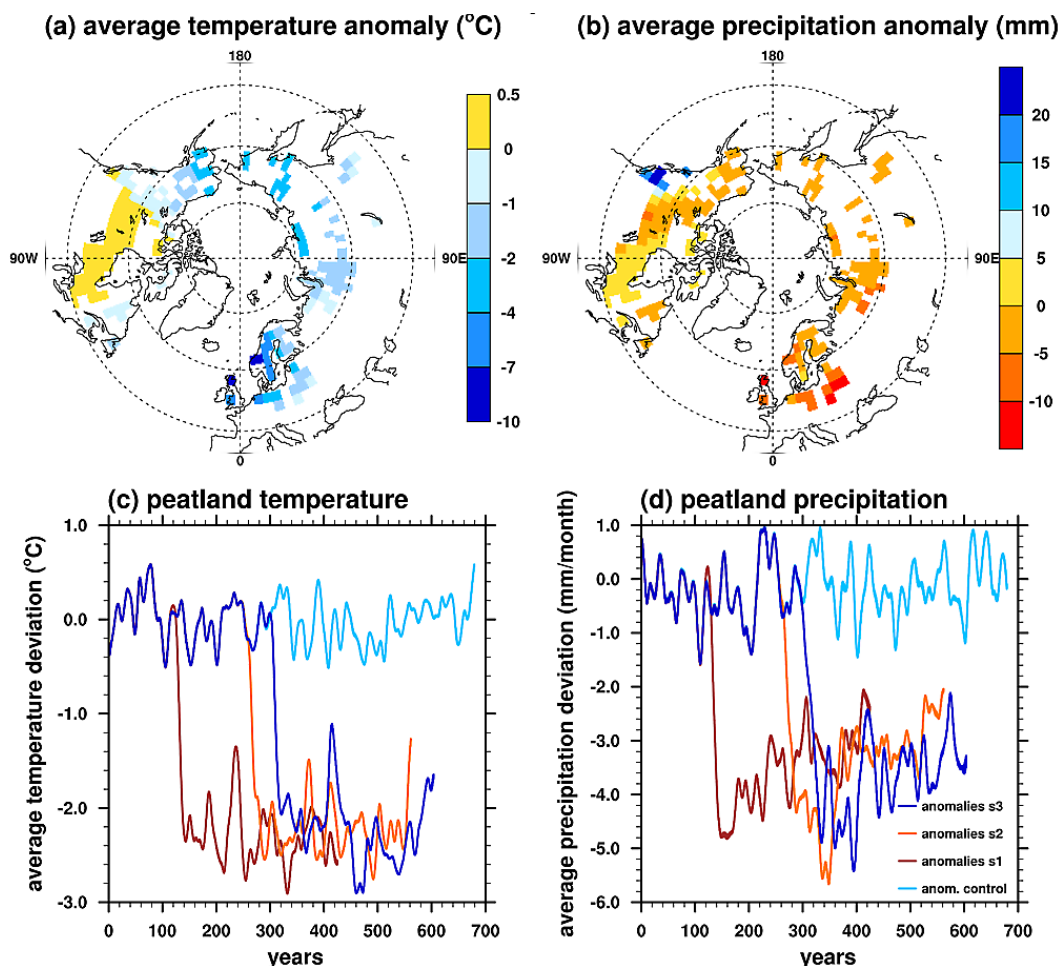 (a) average temperature anomaly (°C)
(b) average precipitation anomaly (mm)
180
90W
90E
0
0.5
0
-1
-2
-4
-7
-10
180
90W
90E
0
20
15
10
5
0
-5
-10
(c) peatland temperature
average temperature deviation (°C)
1.0
0.0
-1.0
-2.0
-3.0
0 100 200 300 400 500 600 700
years
(d) peatland precipitation
average precipitation deviation (mm/month)
1.0
0.0
-1.0
-2.0
-3.0
-4.0
-5.0
-6.0
anomalies s3
anomalies s2
anomalies s1
anom. control
0 100 200 300 400 500 600 700
years